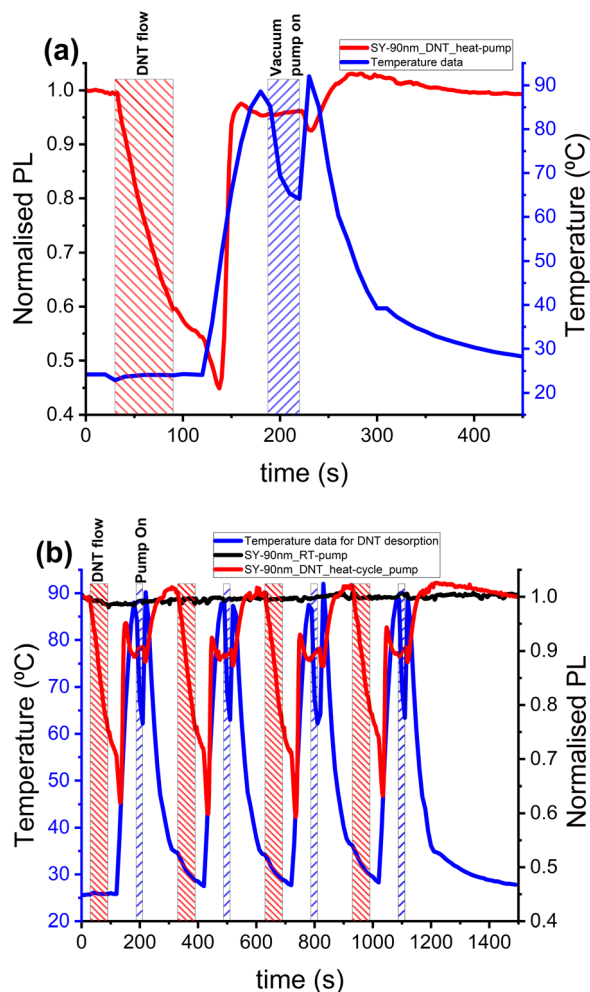 (a)
DNT flow
Vacuum
pump on
SY-90nm_DNT_heat-pump
Temperature data
Normalised PL
1.0
0.9
0.8
0.7
0.6
0.5
0.4
Temperature (ºC)
90
80
70
60
50
40
30
20
0 100 200 300 400
time (s)
(b)
DNT flow
Pump On
Temperature data for DNT desorption
SY-90nm_RT-pump
SY-90nm_DNT_heat-cycle_pump
Temperature (ºC)
90
80
70
60
50
40
30
20
Normalised PL
1.0
0.9
0.8
0.7
0.6
0.5
0.4
0 200 400 600 800 1000 1200 1400
time (s)